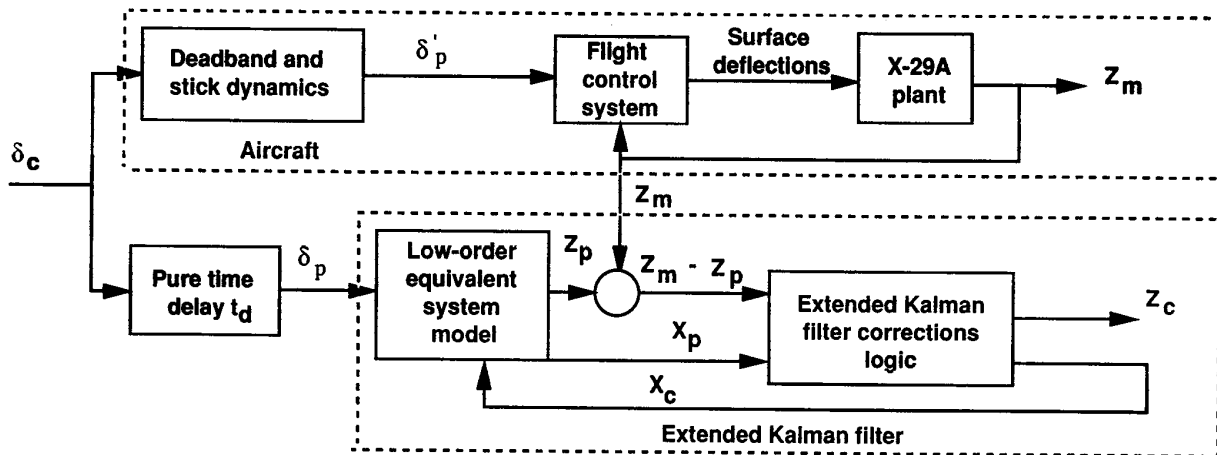 Deadband and
stick dynamics
δ'p
Flight
control
system
Surface
deflections
X-29A
plant
Zm
Aircraft
δc
Zm
Pure time
delay td
δp
Low-order
equivalent
system
model
Zp
Zm - Zp
Xp
Xc
Extended Kalman
filter corrections
logic
Zc
Extended Kalman filter